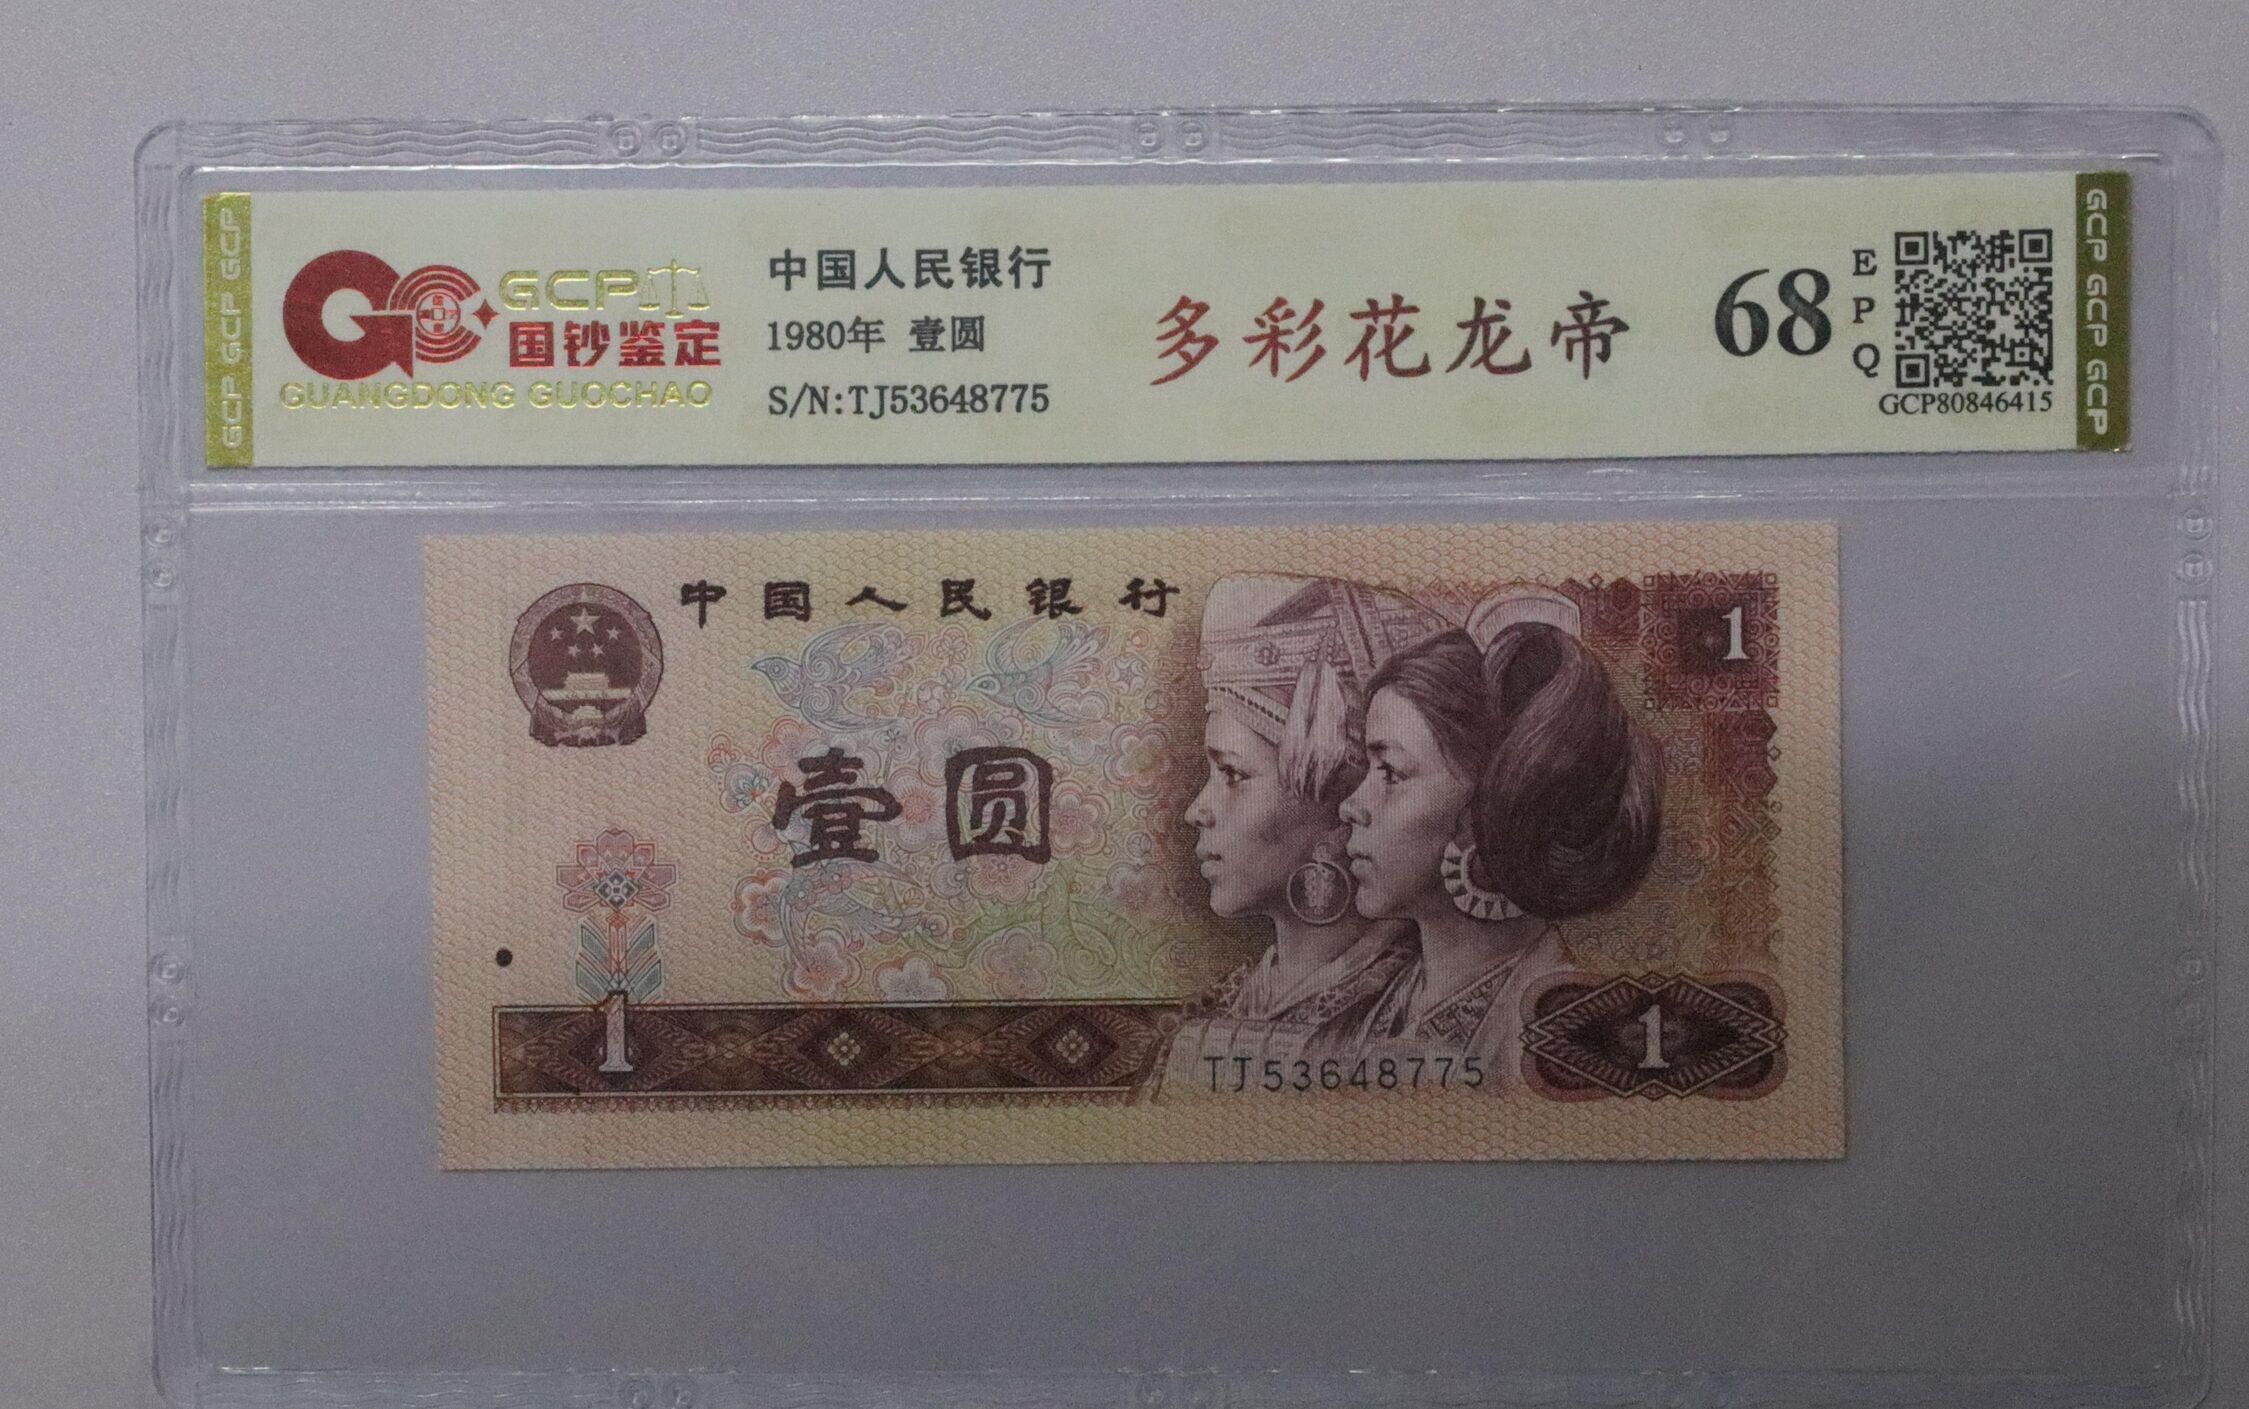 GCP GCP GCP
GCP
国钞鉴定
GUANGDONG GUOCHAO
中国人民银行
1980年 壹圆
S/N:TJ53648775
多彩花龙帝
68
EPQ
GCP80846415
GCP GCP GCP
中国人民银行
1
壹圆
1
TJ53648775
1